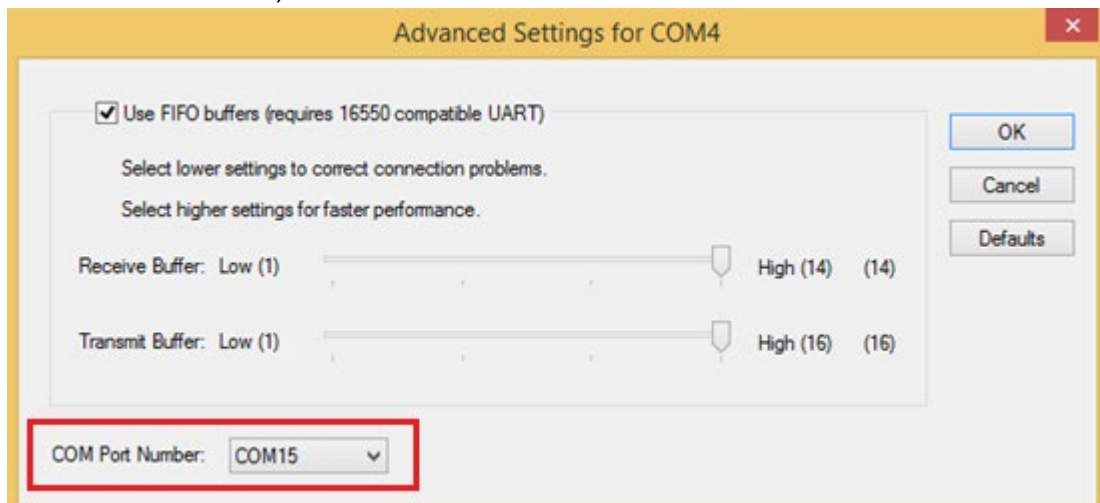 Advanced Settings for COM4
Use FIFO buffers (requires 16550 compatible UART)
OK
Select lower settings to correct connection problems.
Cancel
Select higher settings for faster performance.
Defaults
Receive Buffer: Low (1) High (14) (14)
Transmit Buffer: Low (1) High (16) (16)
COM Port Number: COM15